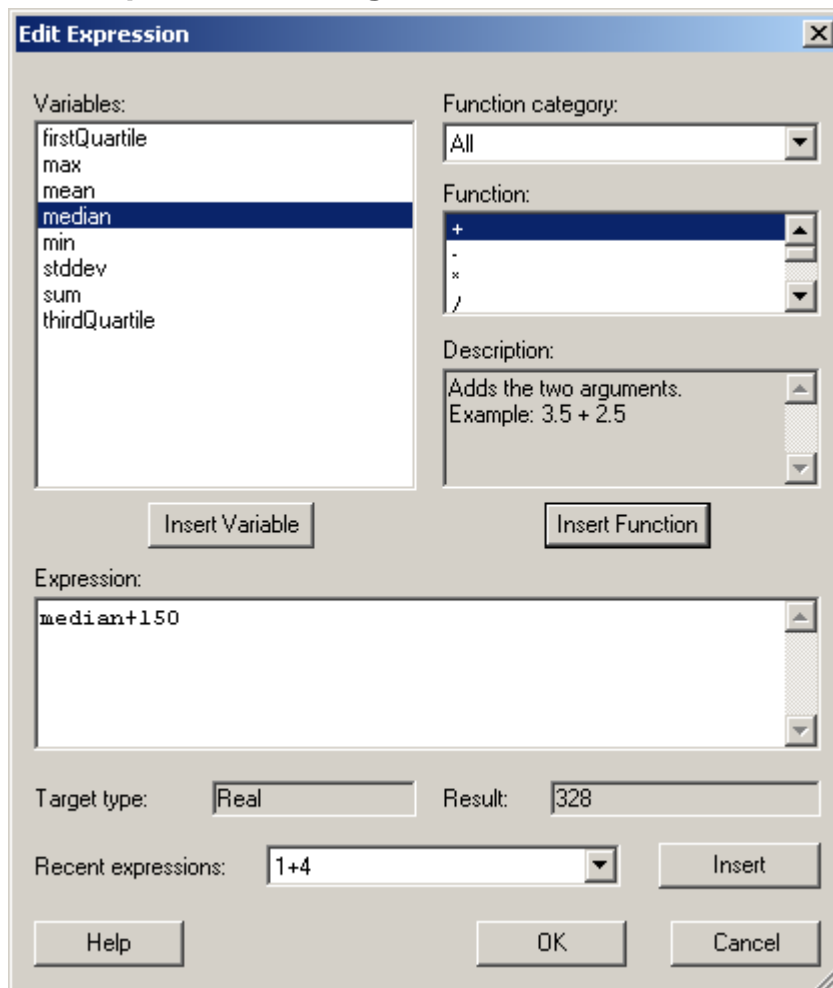 Edit Expression
Variables:
firstQuartile
max
mean
median
min
stddev
sum
thirdQuartile
Insert Variable
Function category:
All
Function:
+
-
*
/
Description:
Adds the two arguments.
Example: 3.5 + 2.5
Insert Function
Expression:
median+150
Target type: Real
Result: 328
Recent expressions: 1+4
Insert
Help
OK
Cancel